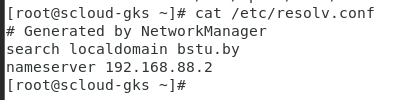 [root@scloud-gks ~]# cat /etc/resolv.conf
# Generated by NetworkManager
search localdomain bstu.by
nameserver 192.168.88.2
[root@scloud-gks ~]#